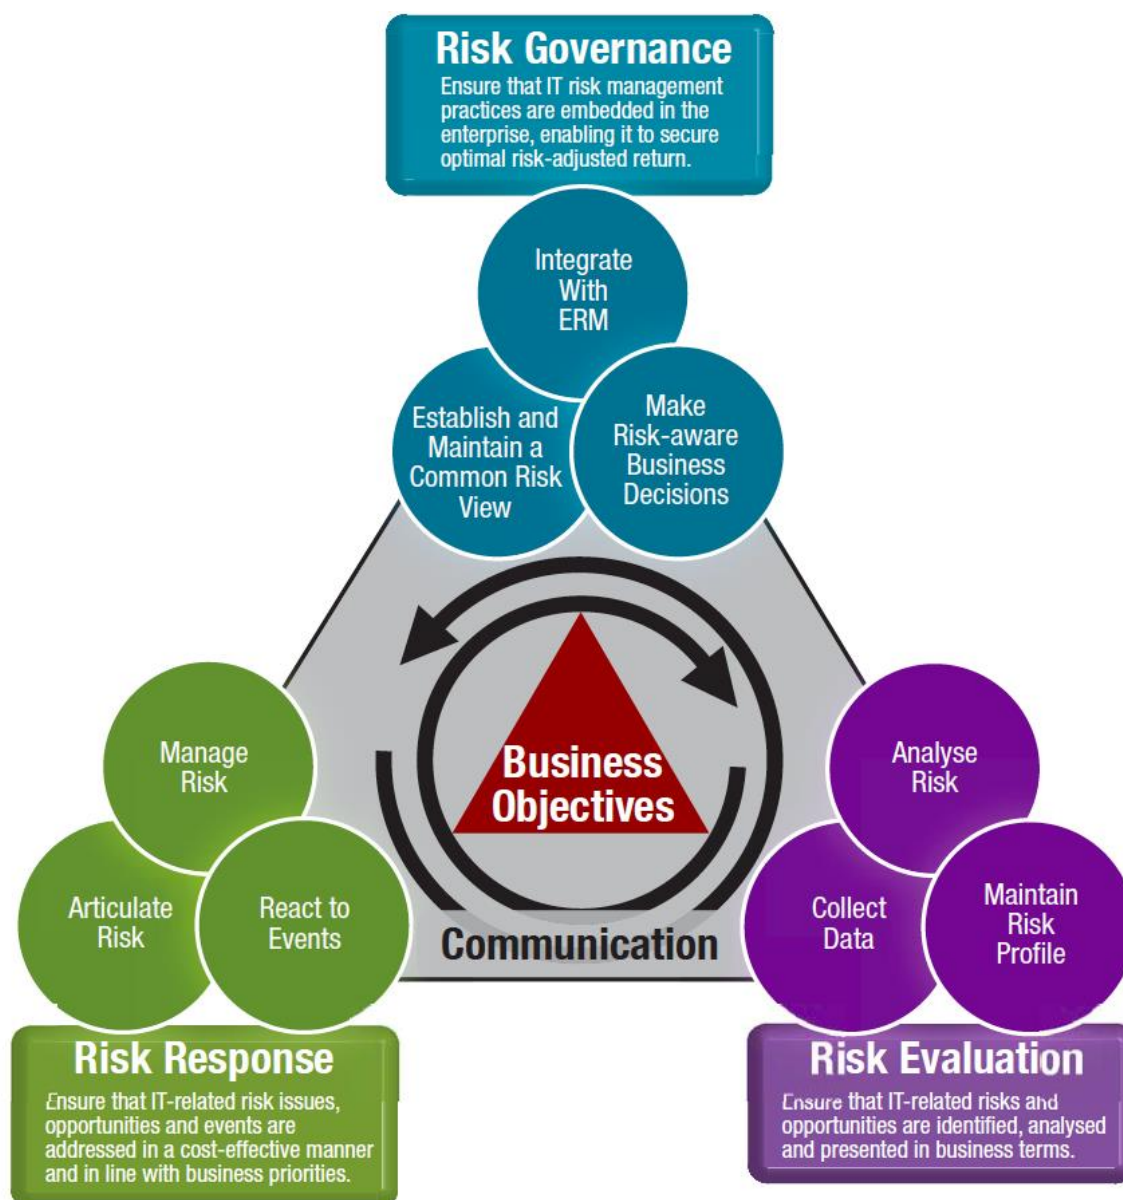 Risk Governance
Ensure that IT risk management
practices are embedded in the
enterprise, enabling it to secure
optimal risk-adjusted return.
Integrate
With
ERM
Establish and
Maintain a
Common Risk
View
Make
Risk-aware
Business
Decisions
Business
Objectives
Communication
Manage
Risk
Articulate
Risk
React to
Events
Risk Response
Ensure that IT-related risk issues,
opportunities and events are
addressed in a cost-effective manner
and in line with business priorities.
Analyse
Risk
Collect
Data
Maintain
Risk
Profile
Risk Evaluation
Ensure that IT-related risks and
opportunities are identified, analysed
and presented in business terms.